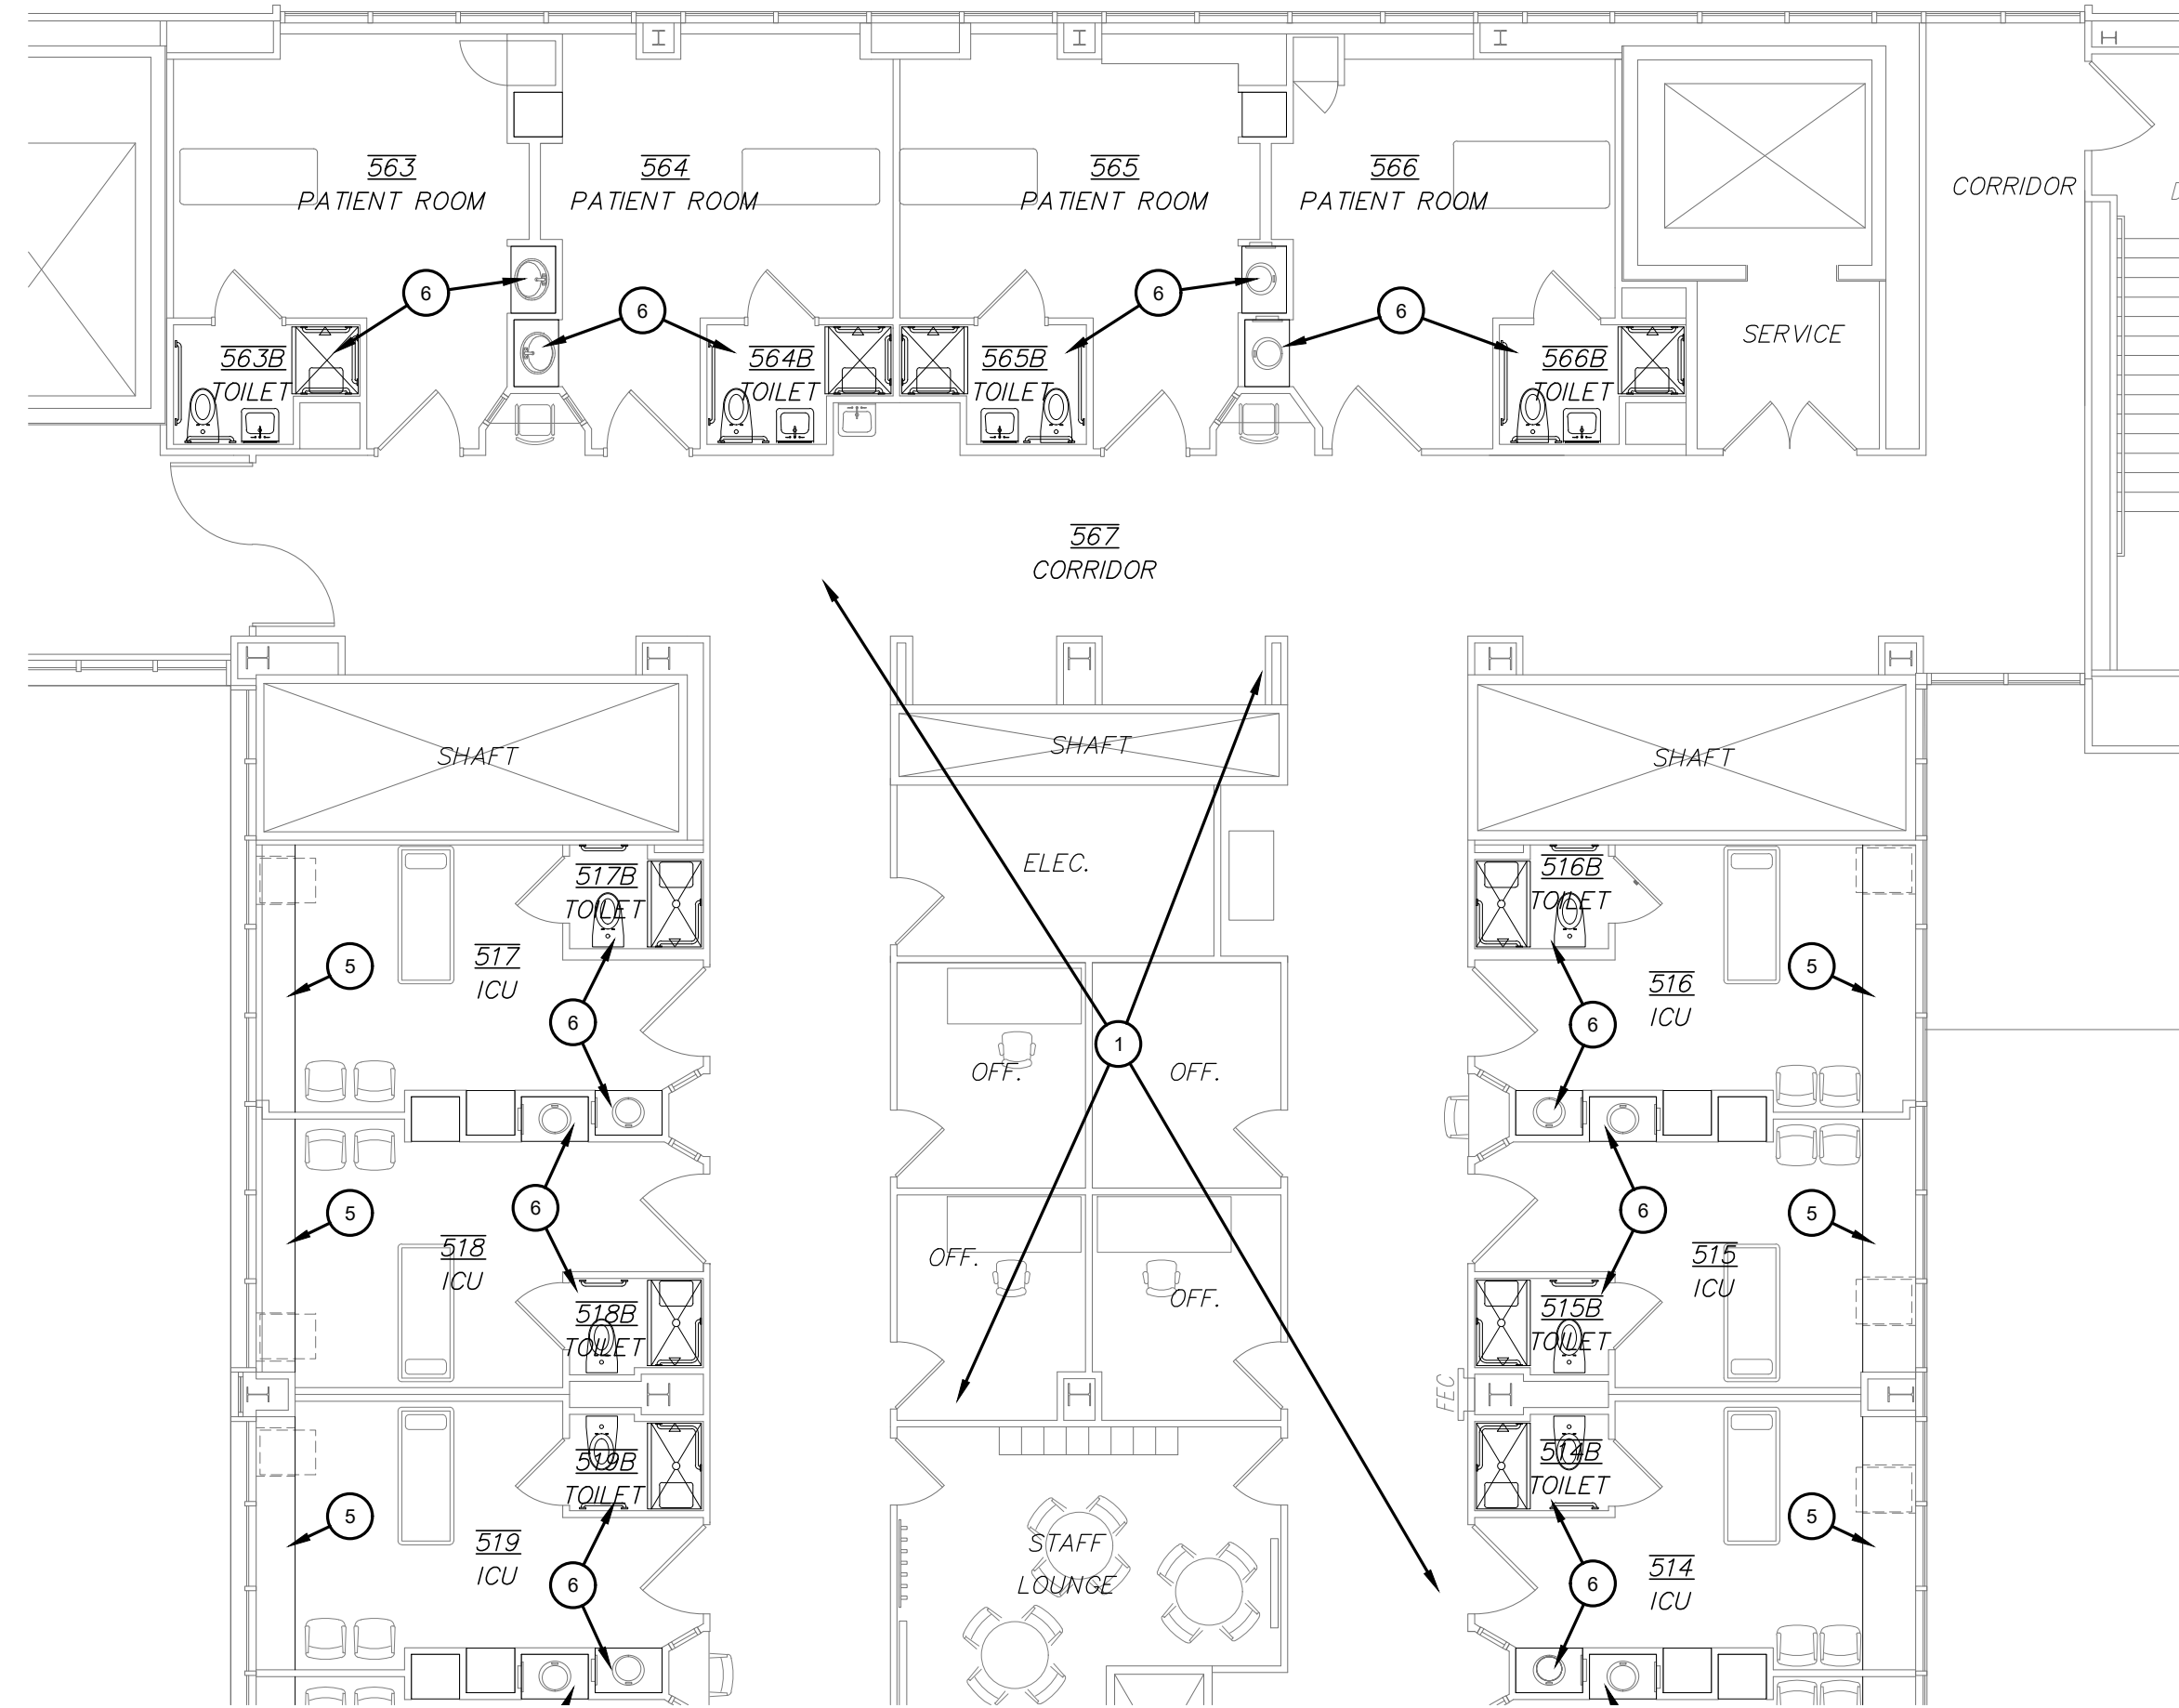 563
PATIENT ROOM
564
PATIENT ROOM
565
PATIENT ROOM
566
PATIENT ROOM
CORRIDOR
6
6
6
6
563B
TOILET
564B
TOILET
565B
TOILET
566B
TOILET
SERVICE
567
CORRIDOR
SHAFT
SHAFT
SHAFT
ELEC.
517B
TOILET
516B
TOILET
517
ICU
5
516
ICU
5
6
6
1
OFF.
OFF.
5
6
6
5
518
ICU
OFF.
OFF.
515
ICU
518B
TOILET
515B
TOILET
FEC
519B
TOILET
514B
TOILET
5
5
519
ICU
STAFF
LOUNGE
514
ICU
6
6